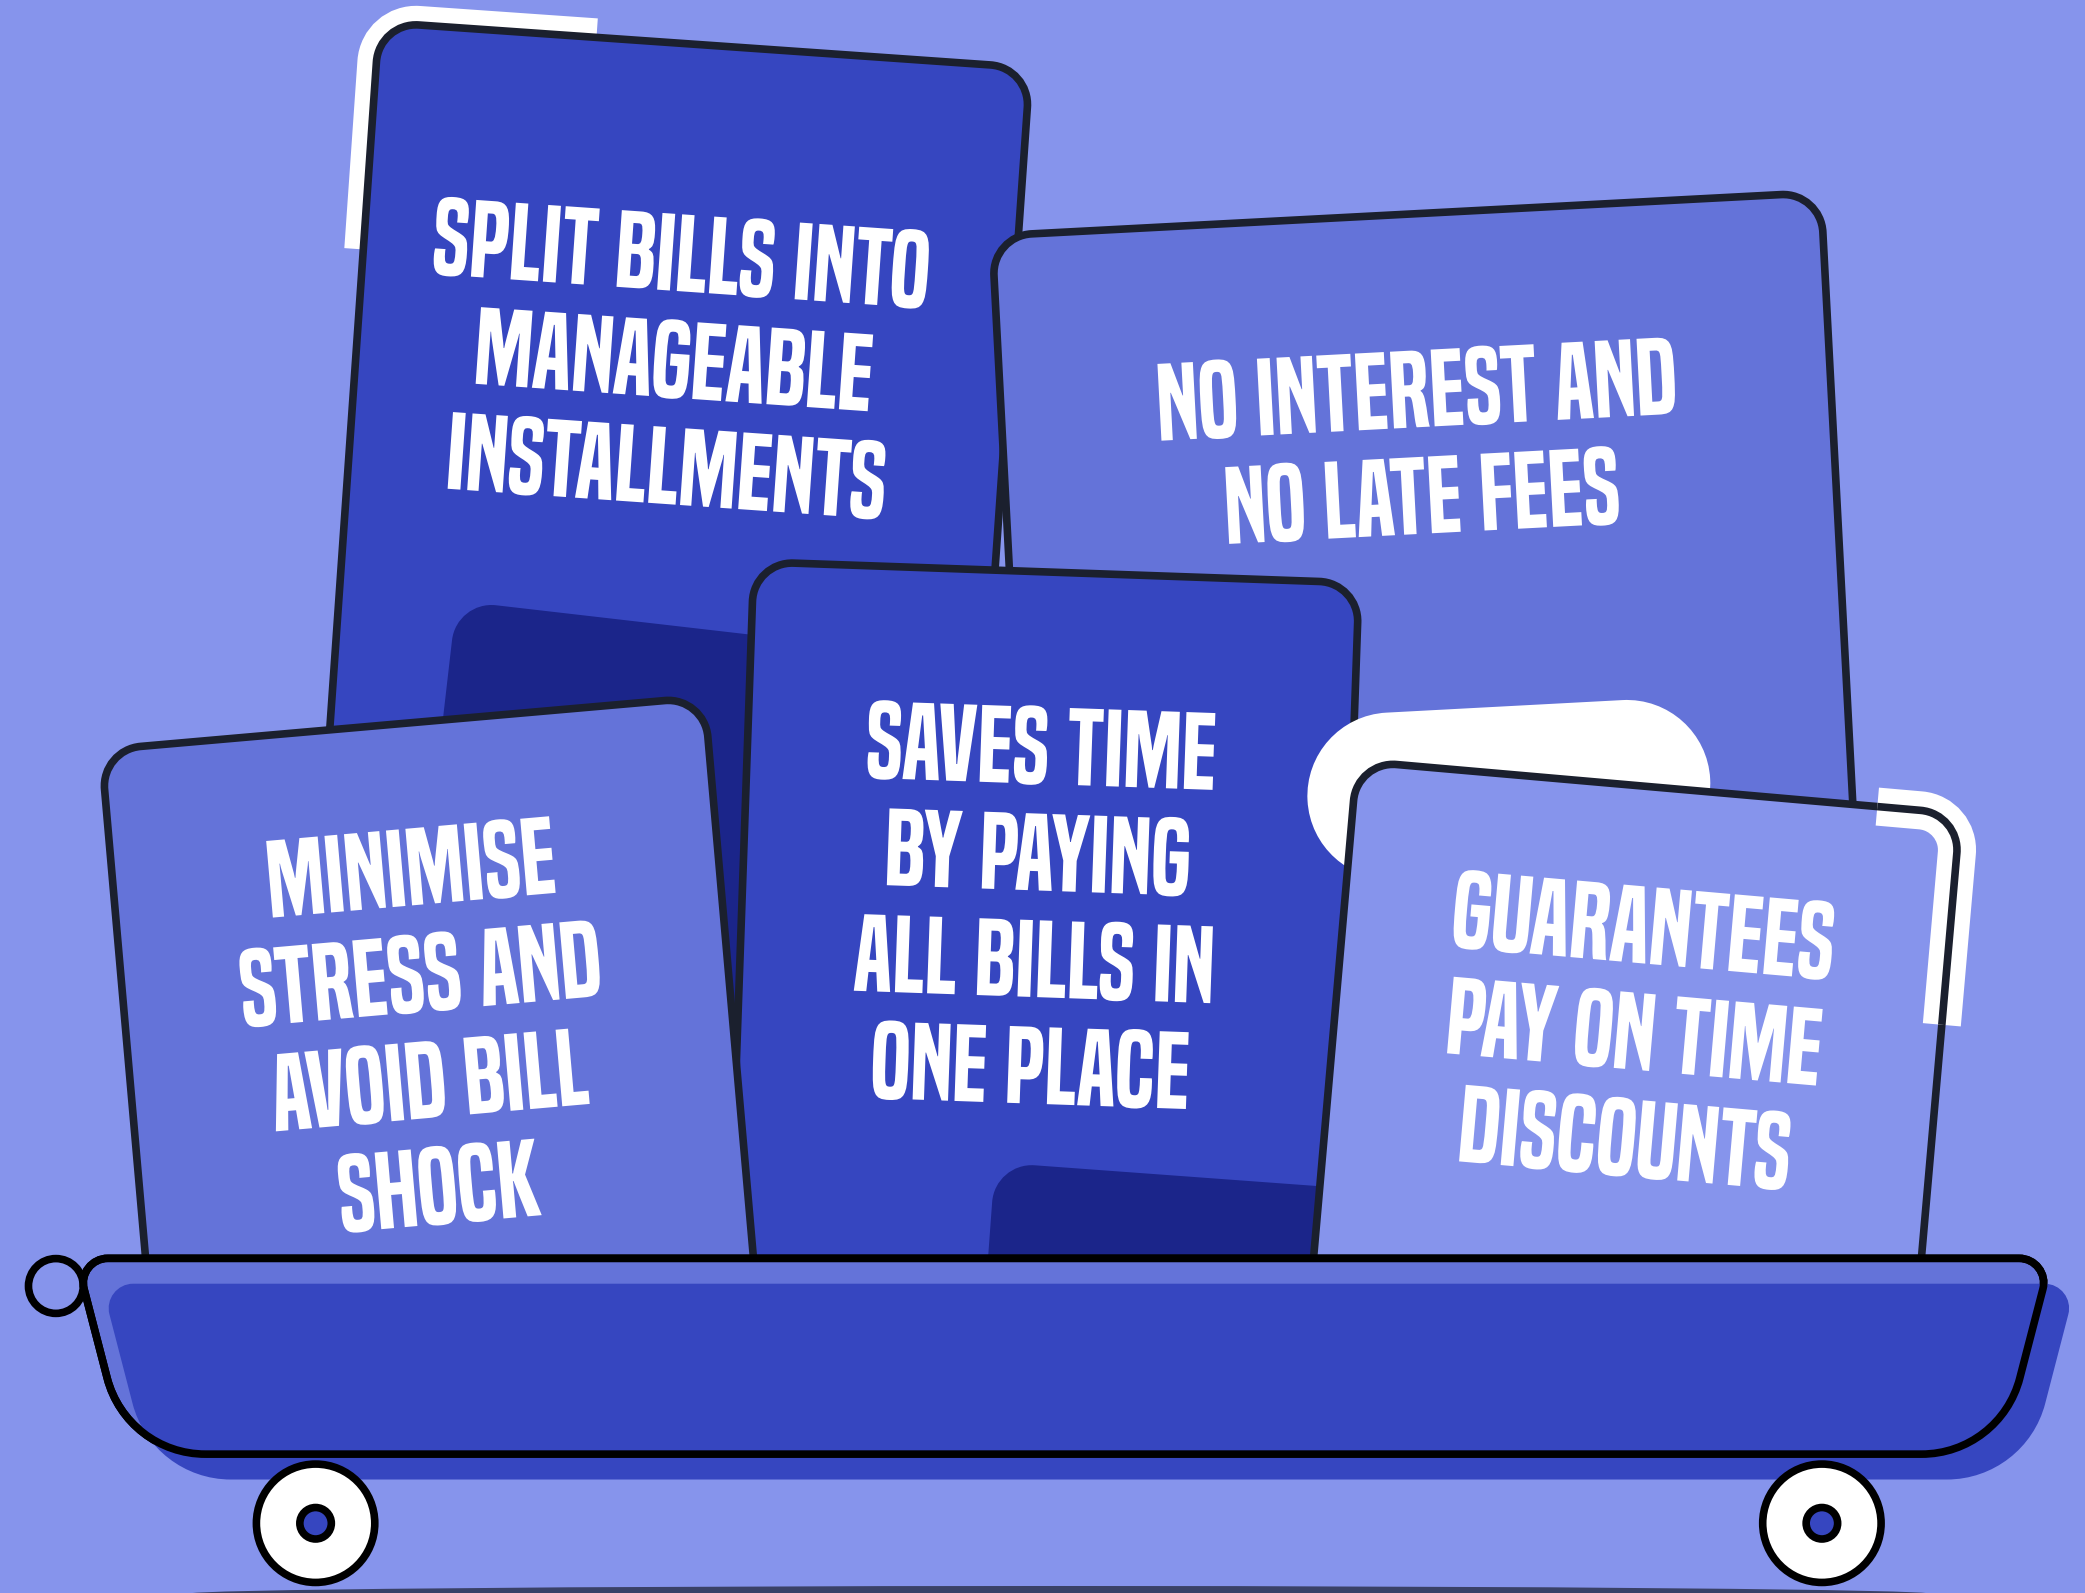 SPLIT BILLS INTO
MANAGEABLE
INSTALLMENTS
NO INTEREST AND
NO LATE FEES
MINIMISE
STRESS AND
AVOID BILL
SHOCK
SAVES TIME
BY PAYING
ALL BILLS IN
ONE PLACE
GUARANTEES
PAY ON TIME
DISCOUNTS